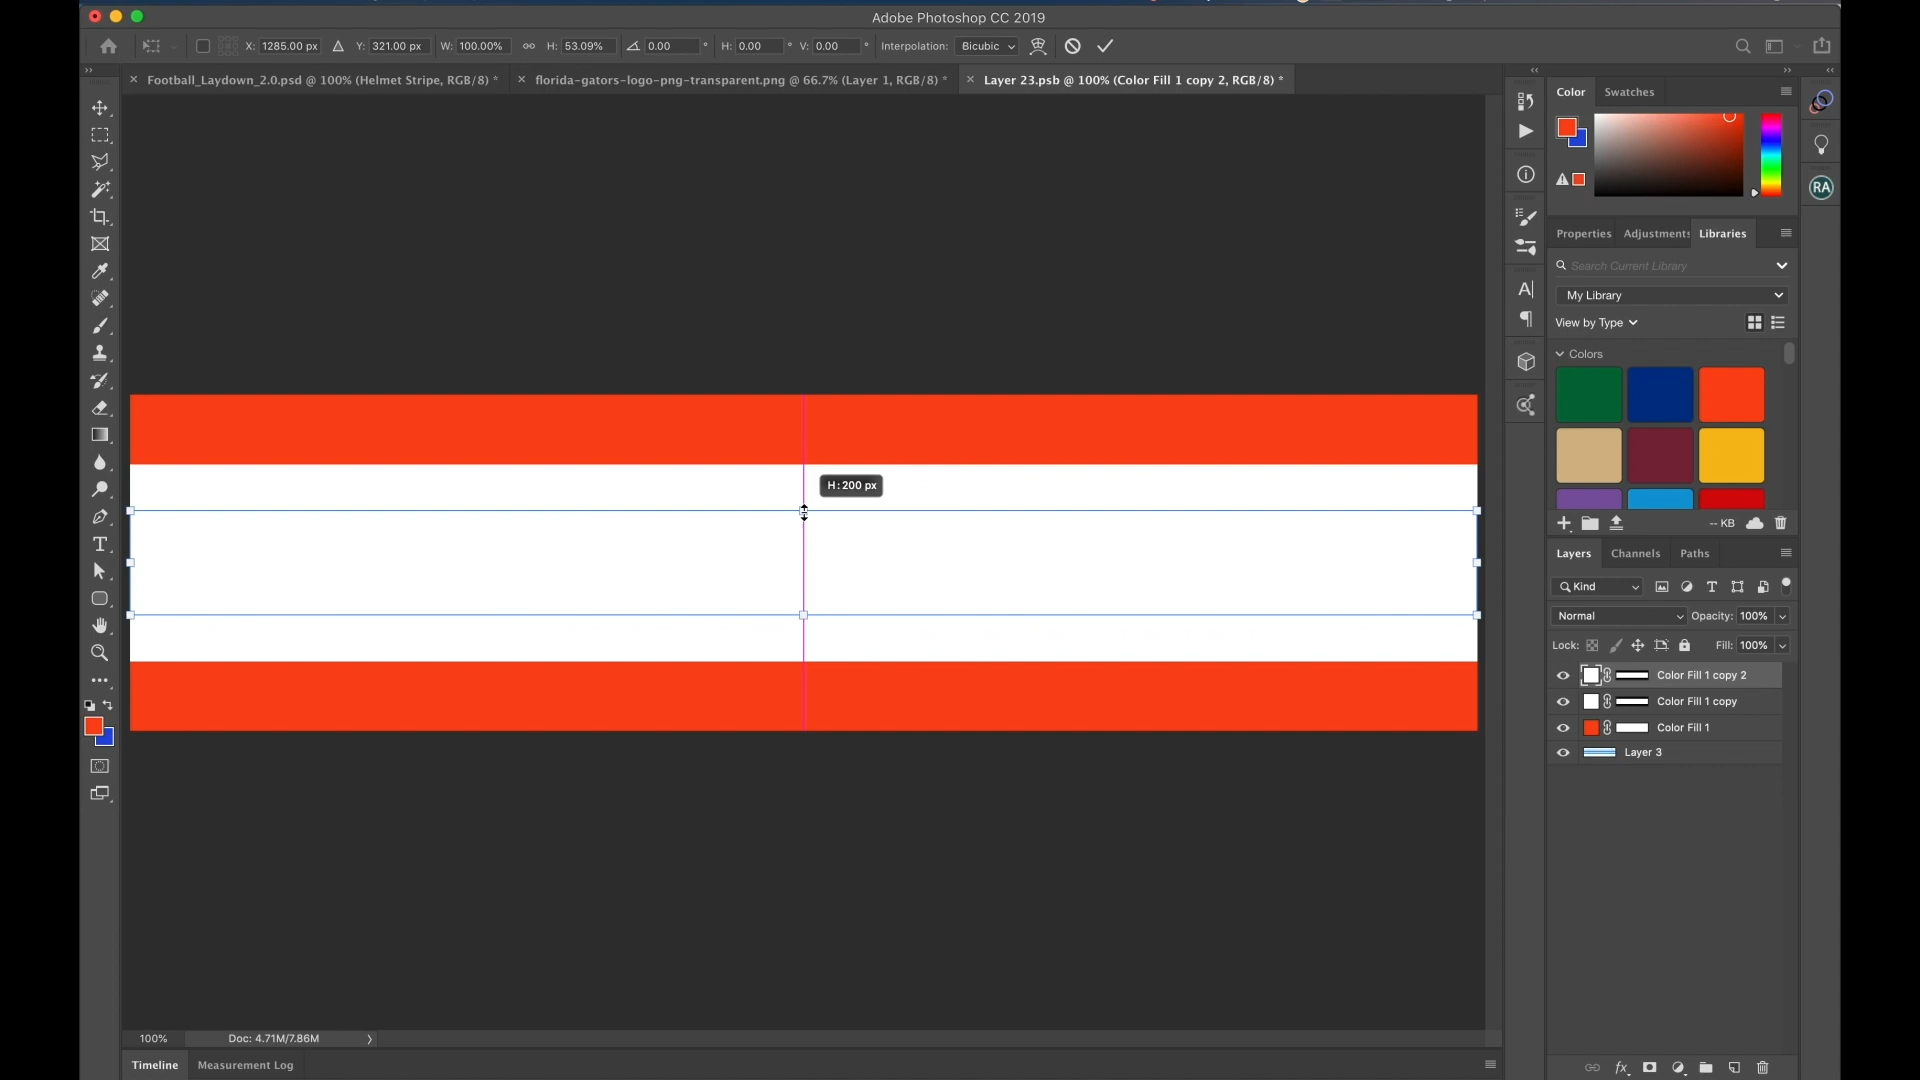 Adobe Photoshop CC 2019
X: 1285.00 px Y: 321.00 px W: 100.00% H: 53.09% 0.00 ° H: 0.00 ° V: 0.00 ° Interpolation: Bicubic
Football_Laydown_2.0.psd @ 100% (Helmet Stripe, RGB/8) *
florida-gators-logo-png-transparent.png @ 66.7% (Layer 1, RGB/8) *
Layer 23.psb @ 100% (Color Fill 1 copy 2, RGB/8) *
Color Swatches
RA
Properties Adjustments Libraries
Search Current Library
My Library
View by Type
Colors
H: 200 px
-- KB
Layers Channels Paths
Kind
Normal Opacity: 100%
Lock: Fill: 100%
Color Fill 1 copy 2
Color Fill 1 copy
Color Fill 1
Layer 3
100% Doc: 4.71M/7.86M
Timeline Measurement Log
fx